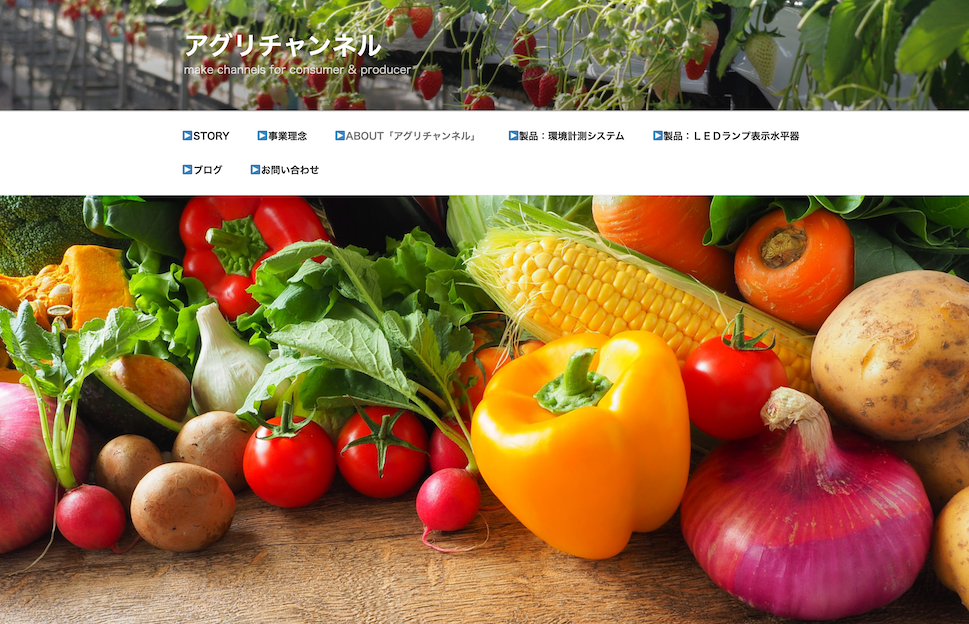 アグリチャンネル
make channels for consumer & producer
▶STORY ▶事業理念 ▶ABOUT「アグリチャンネル」 ▶製品：環境計測システム ▶製品：ＬＥＤランプ表示水平器
▶ブログ ▶お問い合わせ